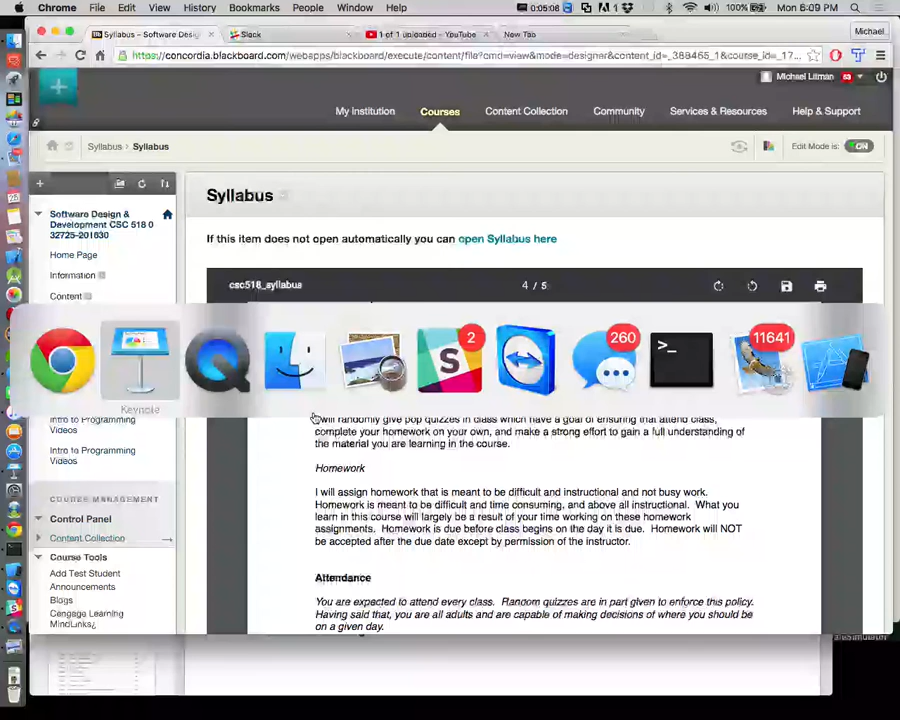 Chrome File Edit View History Bookmarks People Window Help 0:05:08 1 100% Mon 6:09 PM
Syllabus – Software Design Slack 1 of 1 uploaded - YouTube New Tab Michael
https://concordia.blackboard.com/webapps/blackboard/execute/content/file?cmd=view&mode=designer&content_id=_388465_1&course_id=_17...
Michael Litman 53
My Institution Courses Content Collection Community Services & Resources Help & Support
Syllabus > Syllabus Edit Mode is: ON
Software Design &
Development CSC 518 0
32725-201630
Home Page
Information
Content
Syllabus
If this item does not open automatically you can open Syllabus here
csc518_syllabus 4 / 5
2 260 11641
Keynote
Intro to Programming
Videos
Intro to Programming
Videos
COURSE MANAGEMENT
Control Panel
Content Collection
Course Tools
Add Test Student
Announcements
Blogs
Cengage Learning
MindLinks
will randomly give pop quizzes in class which have a goal of ensuring that attend class,
complete your homework on your own, and make a strong effort to gain a full understanding of
the material you are learning in the course.
Homework
I will assign homework that is meant to be difficult and instructional and not busy work.
Homework is meant to be difficult and time consuming, and above all instructional. What you
learn in this course will largely be a result of your time working on these homework
assignments. Homework is due before class begins on the day it is due. Homework will NOT
be accepted after the due date except by permission of the instructor.
Attendance
You are expected to attend every class. Random quizzes are in part given to enforce this policy.
Having said that, you are all adults and are capable of making decisions of where you should be
on a given day.